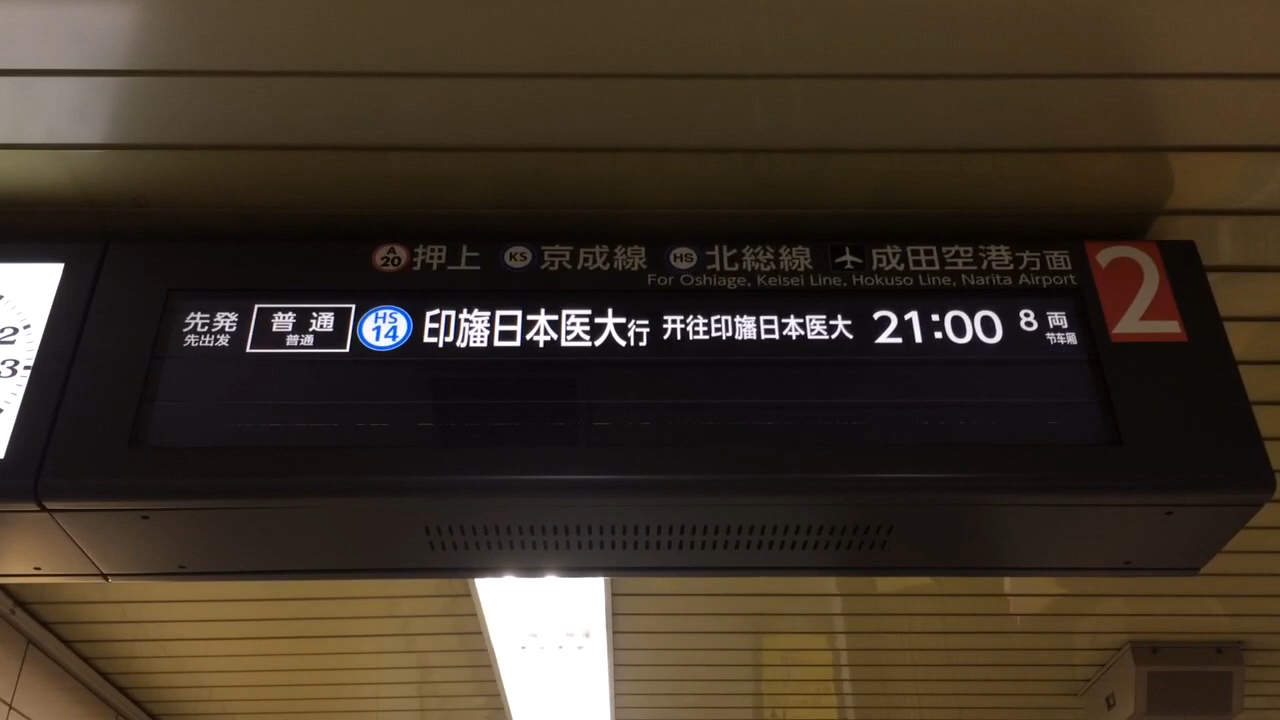 A 20 押上 KS 京成線 HS 北総線 成田空港方面
For Oshiage, Keisei Line, Hokuso Line, Narita Airport
2
先発 普通 HS 14 印旛日本医大行 开往印旛日本医大 21:00 8両
先出发 普通 节车厢
2
3